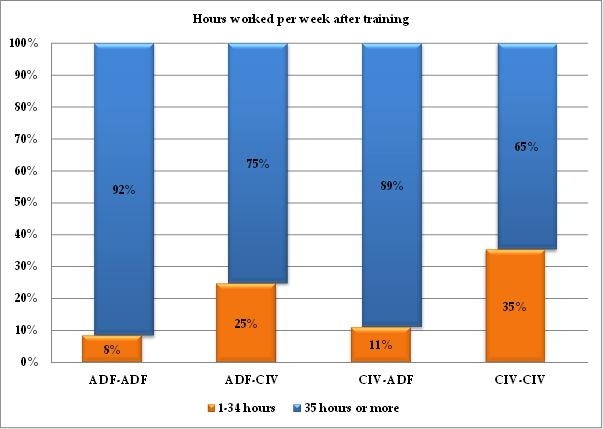 Hours worked per week after training
100%
90%
80%
70%
60%
50%
40%
30%
20%
10%
0%
92% 75% 89% 65%
8% 25% 11% 35%
ADF-ADF ADF-CIV CIV-ADF CIV-CIV
1-34 hours 35 hours or more